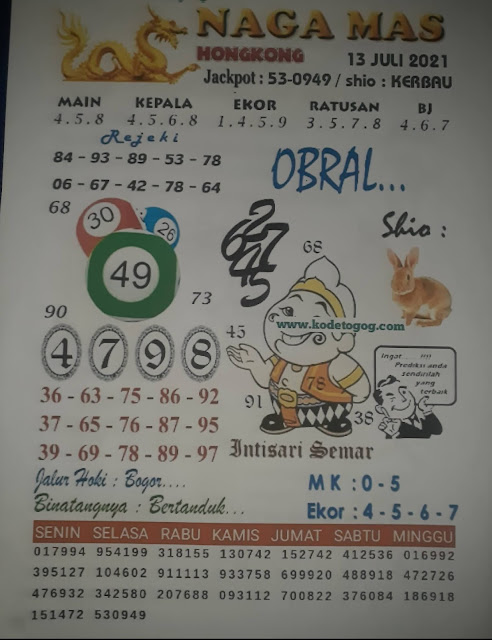 NAGA MAS
HONGKONG 13 JULI 2021
Jackpot : 53-0949 / shio : KERBAU
MAIN KEPALA EKOR RATUSAN BJ
4.5.8 4.5.6.8 1.4.5.9 3.5.7.8 4.6.7
Rejeki
84 - 93 - 89 - 53 - 78
06 - 67 - 42 - 78 - 64
OBRAL...
68
30
26
49
90
73
2
6 7
4
5
68
Shio :
www.kodetogog.com
45
78
91
38
Ingat .... !!!!
Prediksi anda
sendirilah
yang
terbaik
4 7 9 8
36 - 63 - 75 - 86 - 92
37 - 65 - 76 - 87 - 95
39 - 69 - 78 - 89 - 97
Intisari Semar
Jalur Hoki : Bogor....
Binatangnya : Bertanduk...
MK : 0 - 5
Ekor : 4 - 5 - 6 - 7
SENIN SELASA RABU KAMIS JUMAT SABTU MINGGU
017994 954199 318155 130742 152742 412536 016992
395127 104602 911113 933758 699920 488918 472726
476932 342580 207688 093112 700822 376084 186918
151472 530949